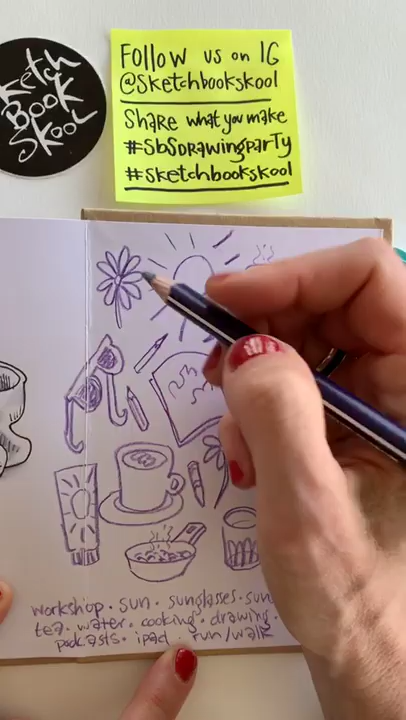 Sketch
Book
Skool
Follow us on IG
@Sketchbookskool
Share what you make
#SbSDrawingParty
#sketchbookskool
workshop · sun · sunglasses · sun
tea · water · cooking · drawing ·
podcasts · ipad · run/walk